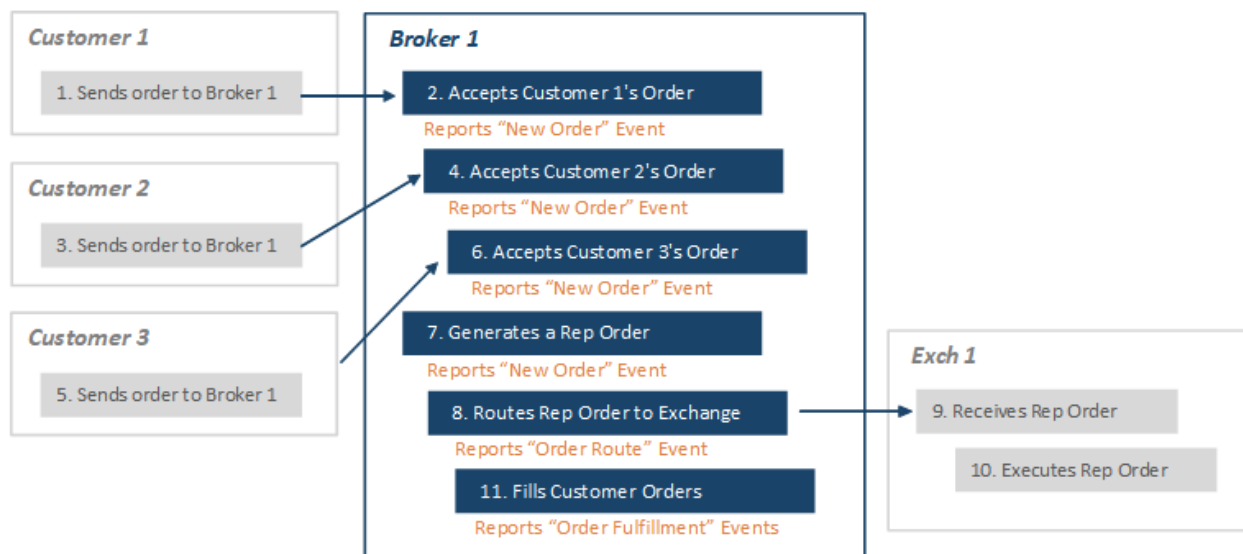 Customer 1
1. Sends order to Broker 1
Customer 2
3. Sends order to Broker 1
Customer 3
5. Sends order to Broker 1
Broker 1
2. Accepts Customer 1's Order
Reports “New Order” Event
4. Accepts Customer 2's Order
Reports “New Order” Event
6. Accepts Customer 3's Order
Reports “New Order” Event
7. Generates a Rep Order
Reports “New Order” Event
8. Routes Rep Order to Exchange
Reports “Order Route” Event
11. Fills Customer Orders
Reports “Order Fulfillment” Events
Exch 1
9. Receives Rep Order
10. Executes Rep Order